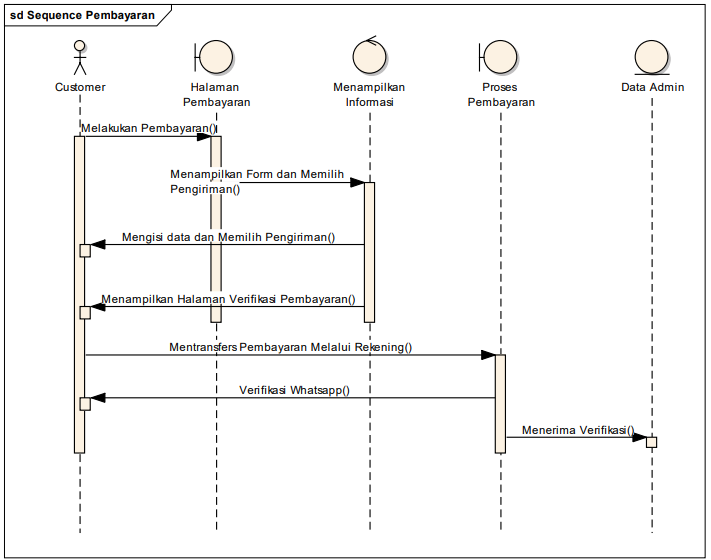 sd Sequence Pembayaran
Customer
Halaman
Pembayaran
Menampilkan
Informasi
Proses
Pembayaran
Data Admin
Melakukan Pembayaran()
Menampilkan Form dan Memilih
Pengiriman()
Mengisi data dan Memilih Pengiriman()
Menampilkan Halaman Verifikasi Pembayaran()
Mentransfers Pembayaran Melalui Rekening()
Verifikasi Whatsapp()
Menerima Verifikasi()